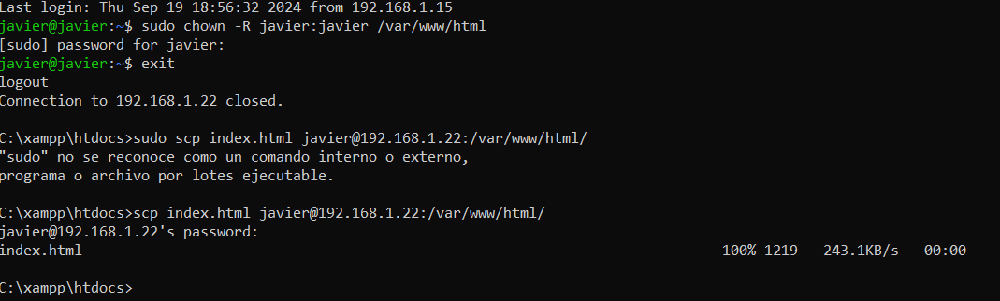 Last login: Thu Sep 19 18:56:32 2024 from 192.168.1.15
javier@javier:~$ sudo chown -R javier:javier /var/www/html
[sudo] password for javier:
javier@javier:~$ exit
logout
Connection to 192.168.1.22 closed.
C:\xampp\htdocs>sudo scp index.html javier@192.168.1.22:/var/www/html/
"sudo" no se reconoce como un comando interno o externo,
programa o archivo por lotes ejecutable.
C:\xampp\htdocs>scp index.html javier@192.168.1.22:/var/www/html/
javier@192.168.1.22's password:
index.html 100% 1219 243.1KB/s 00:00
C:\xampp\htdocs>